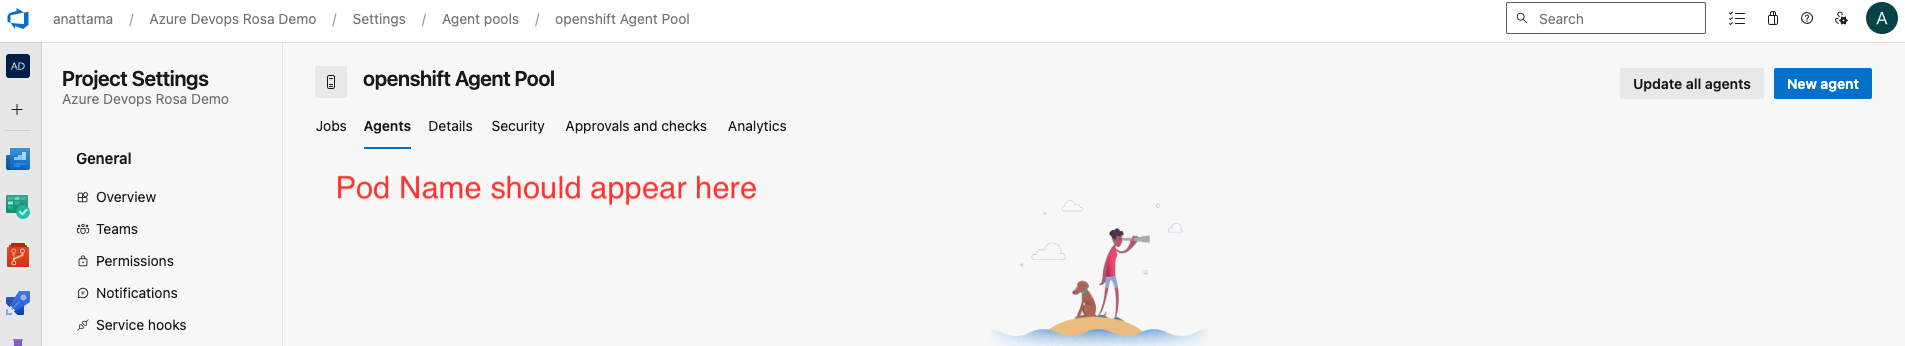 anattama / Azure Devops Rosa Demo / Settings / Agent pools / openshift Agent Pool
Search
A
AD
Project Settings
Azure Devops Rosa Demo
General
Overview
Teams
Permissions
Notifications
Service hooks
openshift Agent Pool
Update all agents
New agent
Jobs Agents Details Security Approvals and checks Analytics
Pod Name should appear here